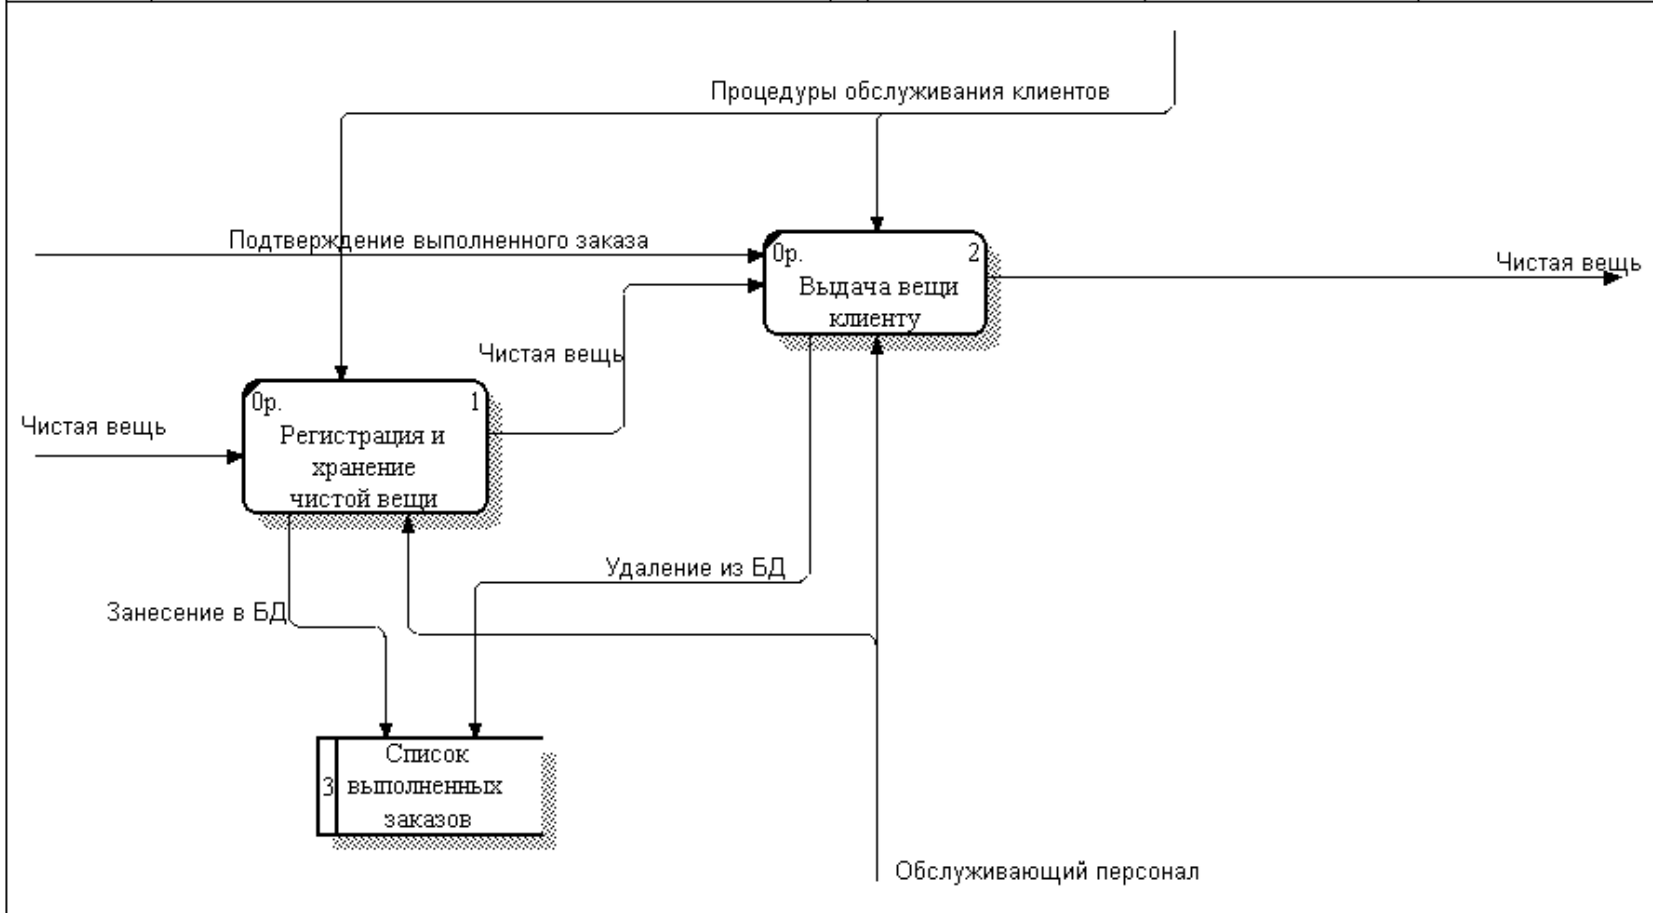 Процедуры обслуживания клиентов
Подтверждение выполненного заказа
0р. 2
Выдача вещи
клиенту
Чистая вещь
Чистая вещь
0р. 1
Регистрация и
хранение
чистой вещи
Чистая вещь
Удаление из БД
Занесение в БД
3
Список
выполненных
заказов
Обслуживающий персонал